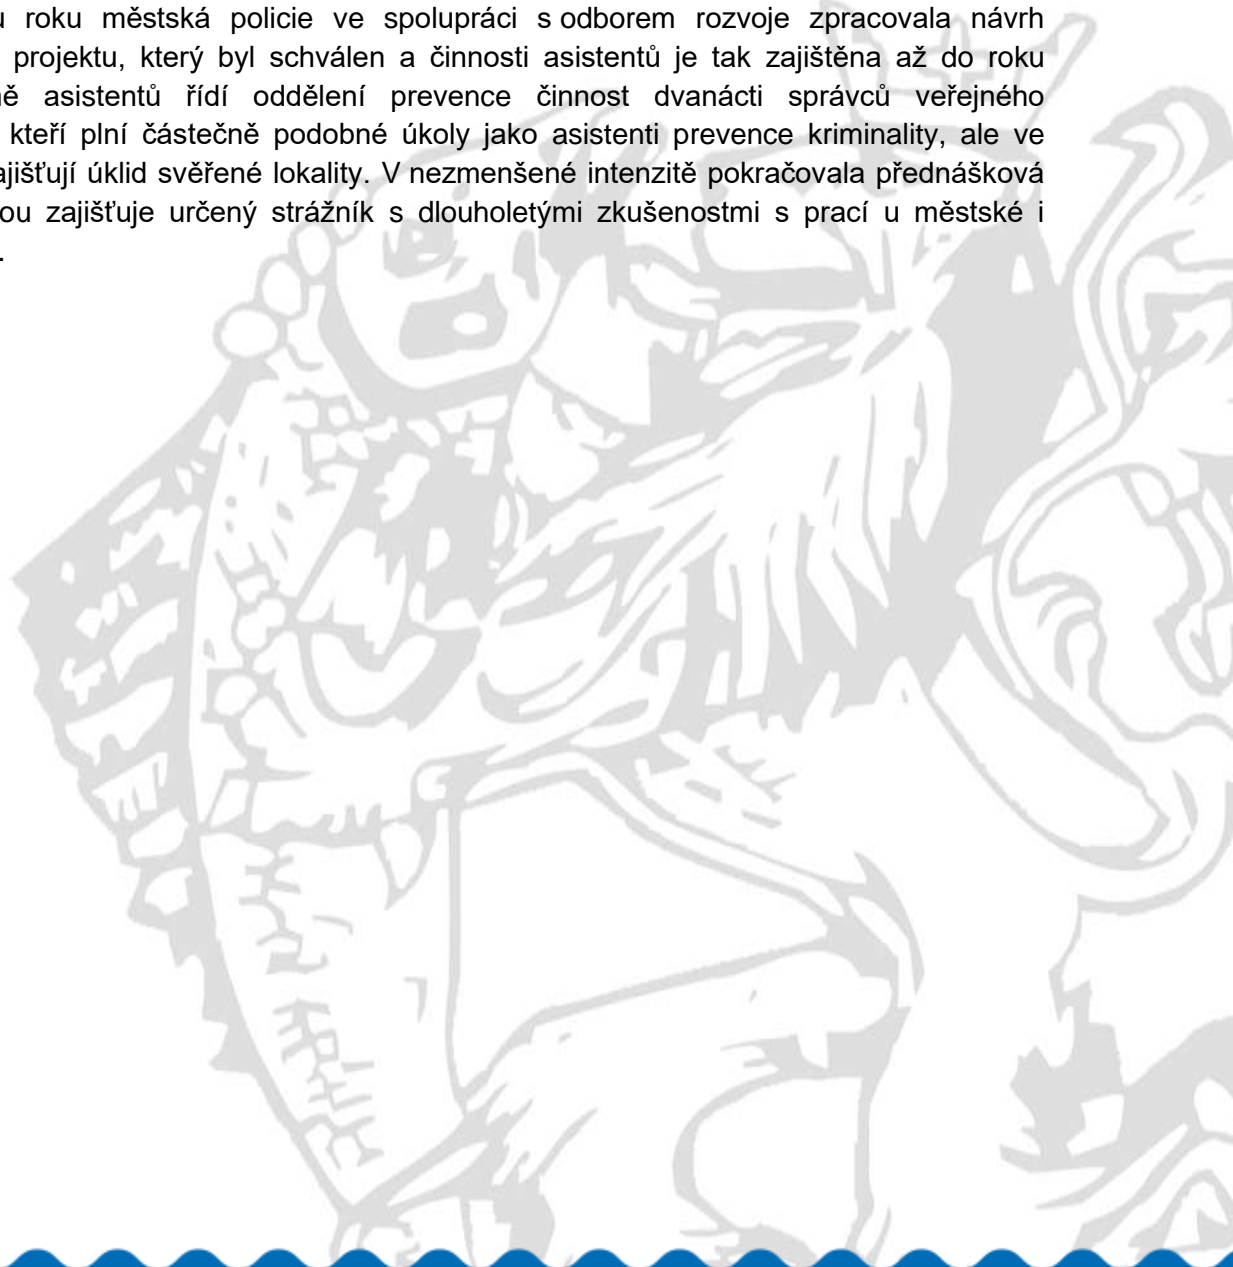 roku městská policie ve spolupráci s odborem rozvoje zpracovala návrh
projektu, který byl schválen a činnosti asistentů je tak zajištěna až do roku
ně asistentů řídí oddělení prevence činnost dvanácti správců veřejného
kteří plní částečně podobné úkoly jako asistenti prevence kriminality, ale ve
ajišťují úklid svěřené lokality. V nezmenšené intenzitě pokračovala přednášková
ou zajišťuje určený strážník s dlouholetými zkušenostmi s prací u městské i
.